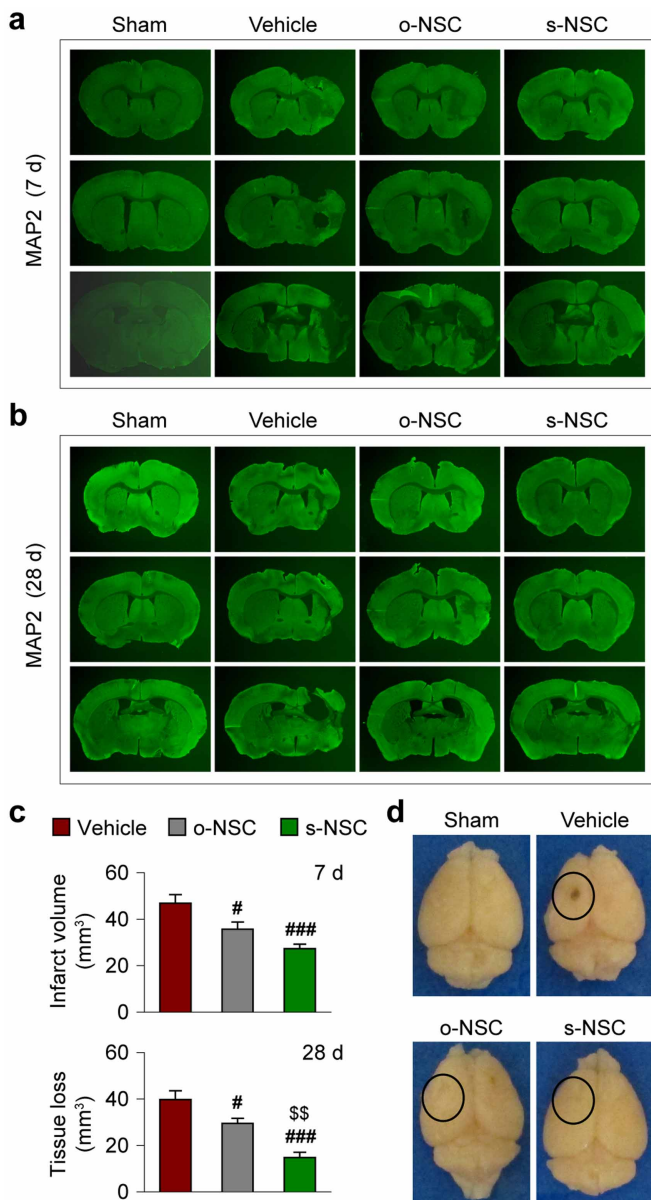 a
Sham Vehicle o-NSC s-NSC
MAP2 (7 d)
b
Sham Vehicle o-NSC s-NSC
MAP2 (28 d)
c
Vehicle o-NSC s-NSC
7 d
Infarct volume
(mm³)
60
40
20
0
#
###
28 d
Tissue loss
(mm³)
60
40
20
0
#
$$
###
d
Sham Vehicle
o-NSC s-NSC